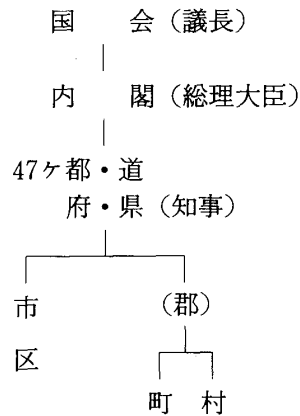 国　会（議長）
内　閣（総理大臣）
47ヶ都・道
府・県（知事）
市　（郡）
区
町　村